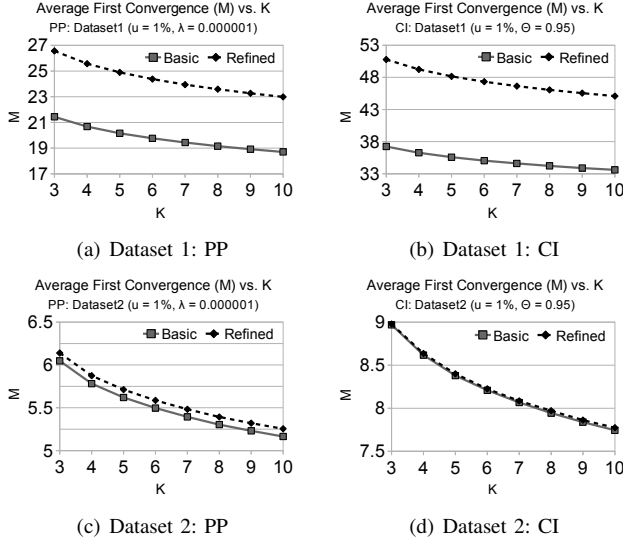 Average First Convergence (M) vs. K
PP: Dataset1 (u = 1%, λ = 0.000001)
27
25
23
21
19
17
M
Basic
Refined
3 4 5 6 7 8 9 10
K
(a) Dataset 1: PP
Average First Convergence (M) vs. K
CI: Dataset1 (u = 1%, Θ = 0.95)
53
48
43
38
33
M
Basic
Refined
3 4 5 6 7 8 9 10
K
(b) Dataset 1: CI
Average First Convergence (M) vs. K
PP: Dataset2 (u = 1%, λ = 0.000001)
6.5
6
5.5
5
M
Basic
Refined
3 4 5 6 7 8 9 10
K
(c) Dataset 2: PP
Average First Convergence (M) vs. K
CI: Dataset2 (u = 1%, Θ = 0.95)
9
8.5
8
7.5
M
Basic
Refined
3 4 5 6 7 8 9 10
K
(d) Dataset 2: CI